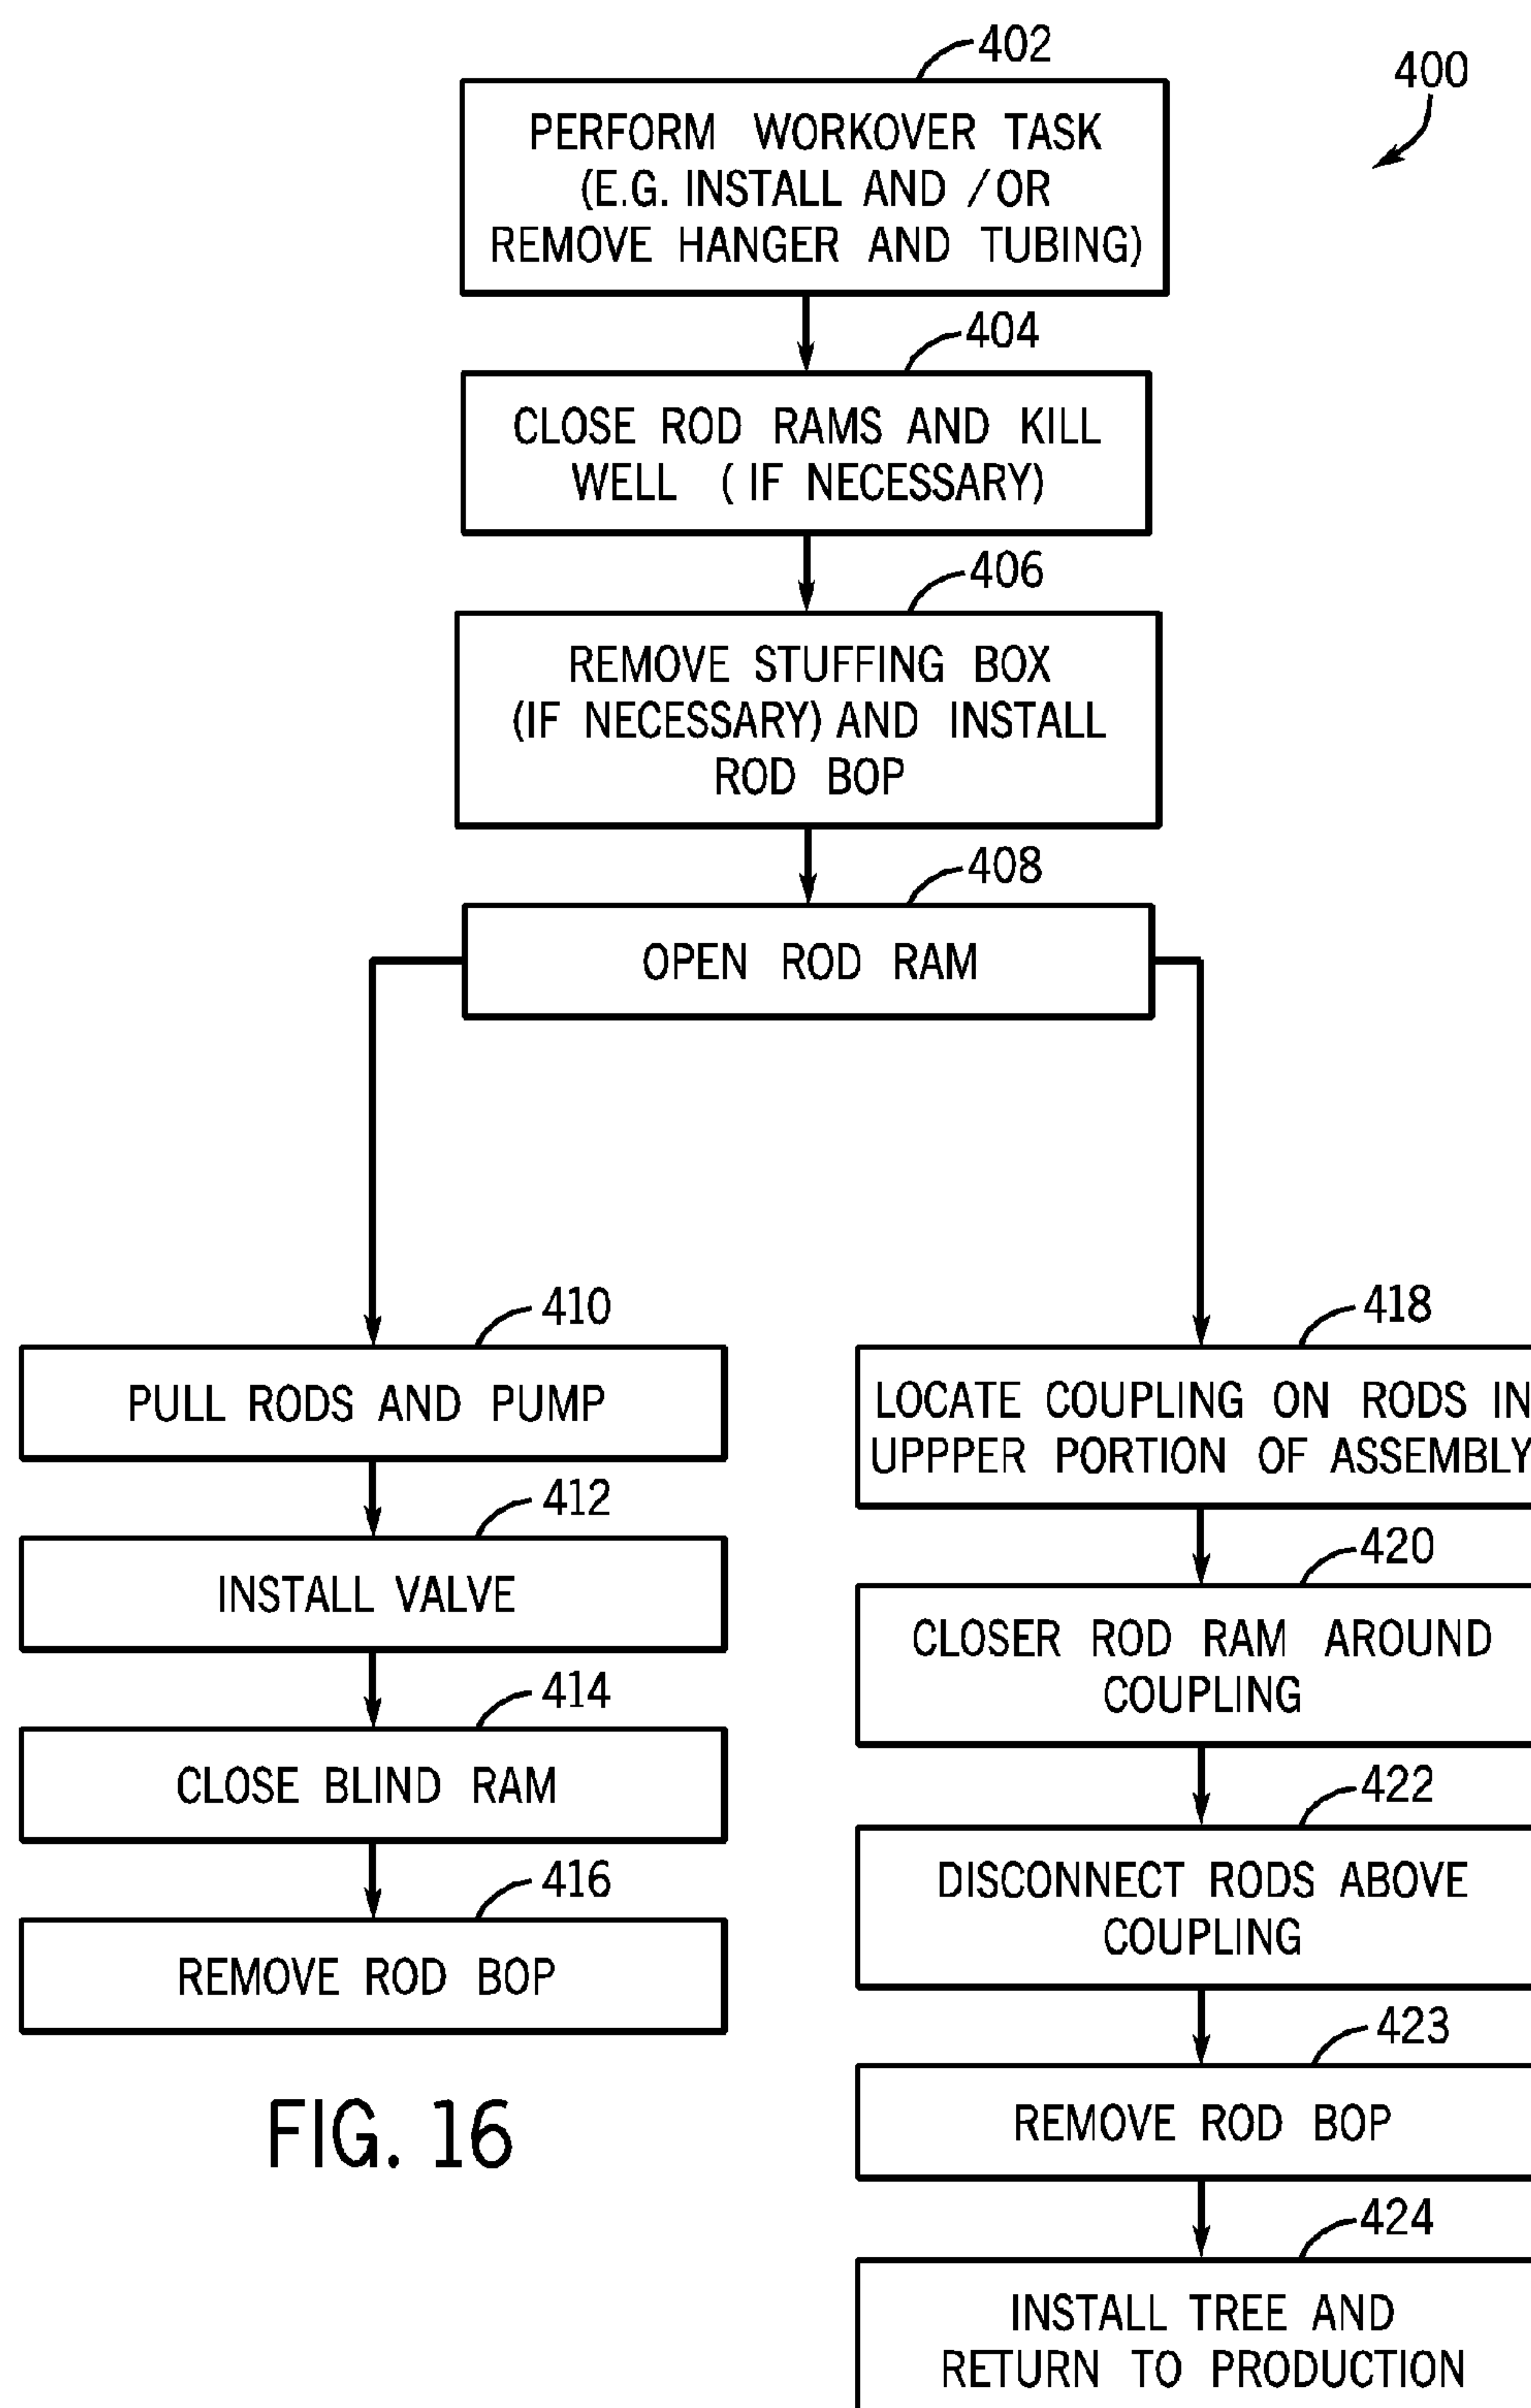 402
400
PERFORM WORKOVER TASK
(E.G. INSTALL AND /OR
REMOVE HANGER AND TUBING)
404
CLOSE ROD RAMS AND KILL
WELL ( IF NECESSARY)
406
REMOVE STUFFING BOX
(IF NECESSARY) AND INSTALL
ROD BOP
408
OPEN ROD RAM
410
PULL RODS AND PUMP
412
INSTALL VALVE
414
CLOSE BLIND RAM
416
REMOVE ROD BOP
418
LOCATE COUPLING ON RODS IN
UPPPER PORTION OF ASSEMBLY
420
CLOSER ROD RAM AROUND
COUPLING
422
DISCONNECT RODS ABOVE
COUPLING
423
REMOVE ROD BOP
424
INSTALL TREE AND
RETURN TO PRODUCTION
FIG. 16